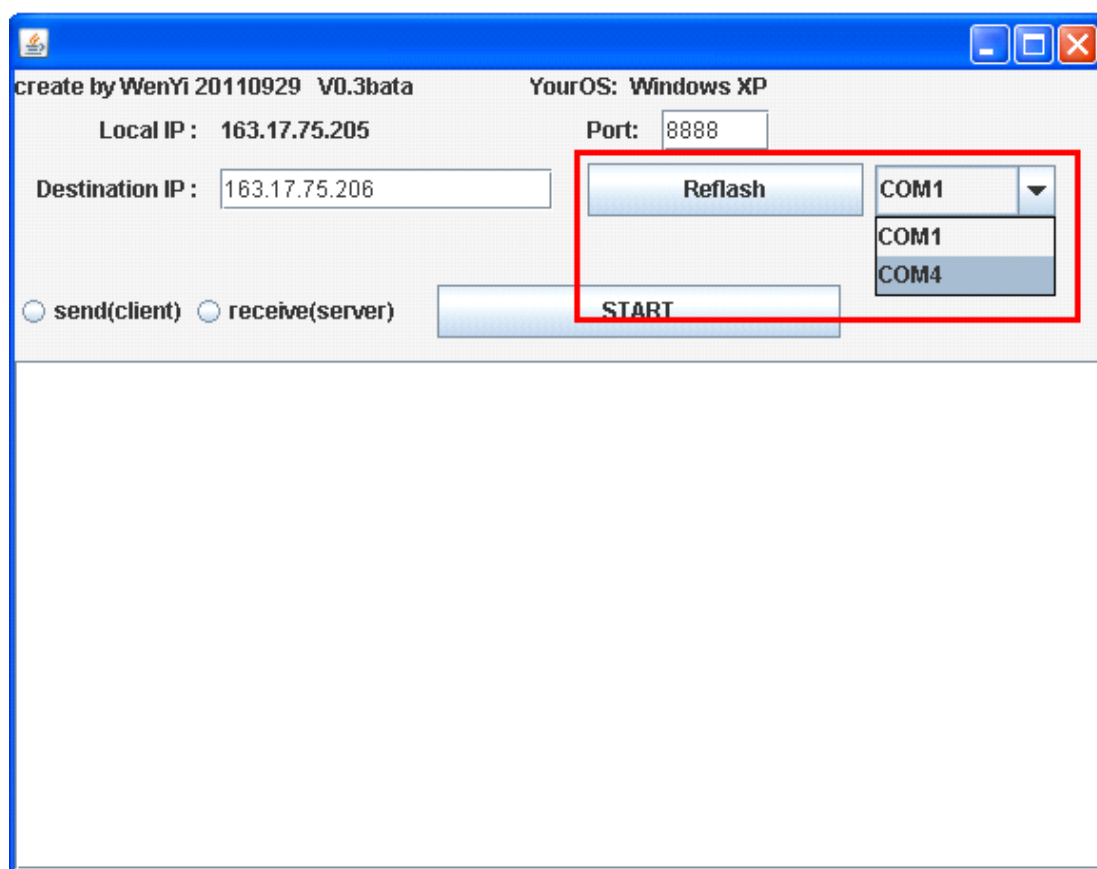 create by WenYi 20110929 V0.3bata YourOS: Windows XP
Local IP : 163.17.75.205 Port: 8888
Destination IP : 163.17.75.206 Reflash COM1
COM1
COM4
send(client) receive(server) START